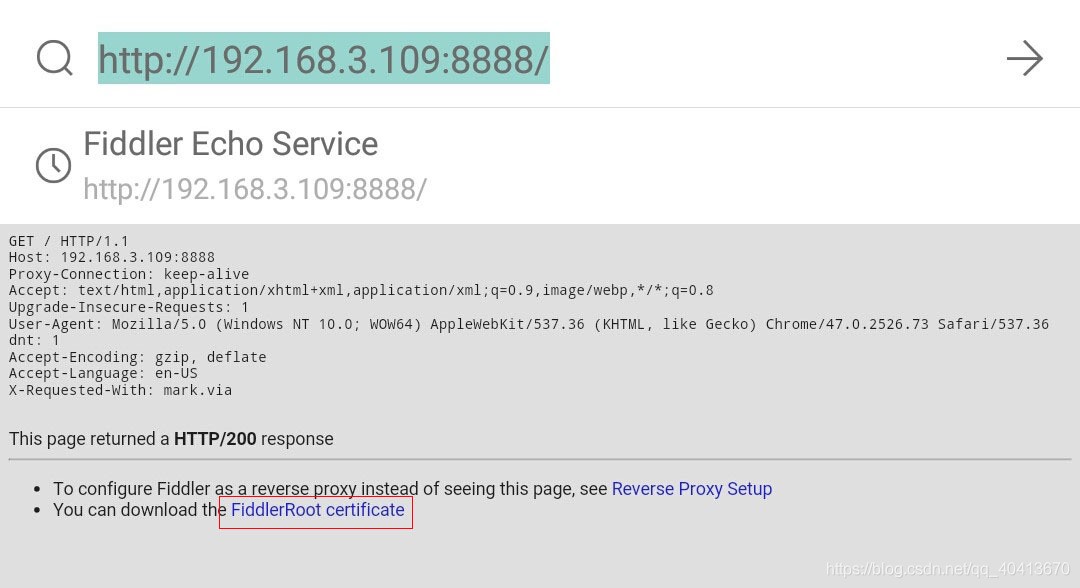 http://192.168.3.109:8888/
Fiddler Echo Service
http://192.168.3.109:8888/
GET / HTTP/1.1
Host: 192.168.3.109:8888
Proxy-Connection: keep-alive
Accept: text/html,application/xhtml+xml,application/xml;q=0.9,image/webp,*/*;q=0.8
Upgrade-Insecure-Requests: 1
User-Agent: Mozilla/5.0 (Windows NT 10.0; WOW64) AppleWebKit/537.36 (KHTML, like Gecko) Chrome/47.0.2526.73 Safari/537.36
dnt: 1
Accept-Encoding: gzip, deflate
Accept-Language: en-US
X-Requested-With: mark.via
This page returned a HTTP/200 response
• To configure Fiddler as a reverse proxy instead of seeing this page, see Reverse Proxy Setup
• You can download the FiddlerRoot certificate
https://blog.csdn.net/qq_40413670